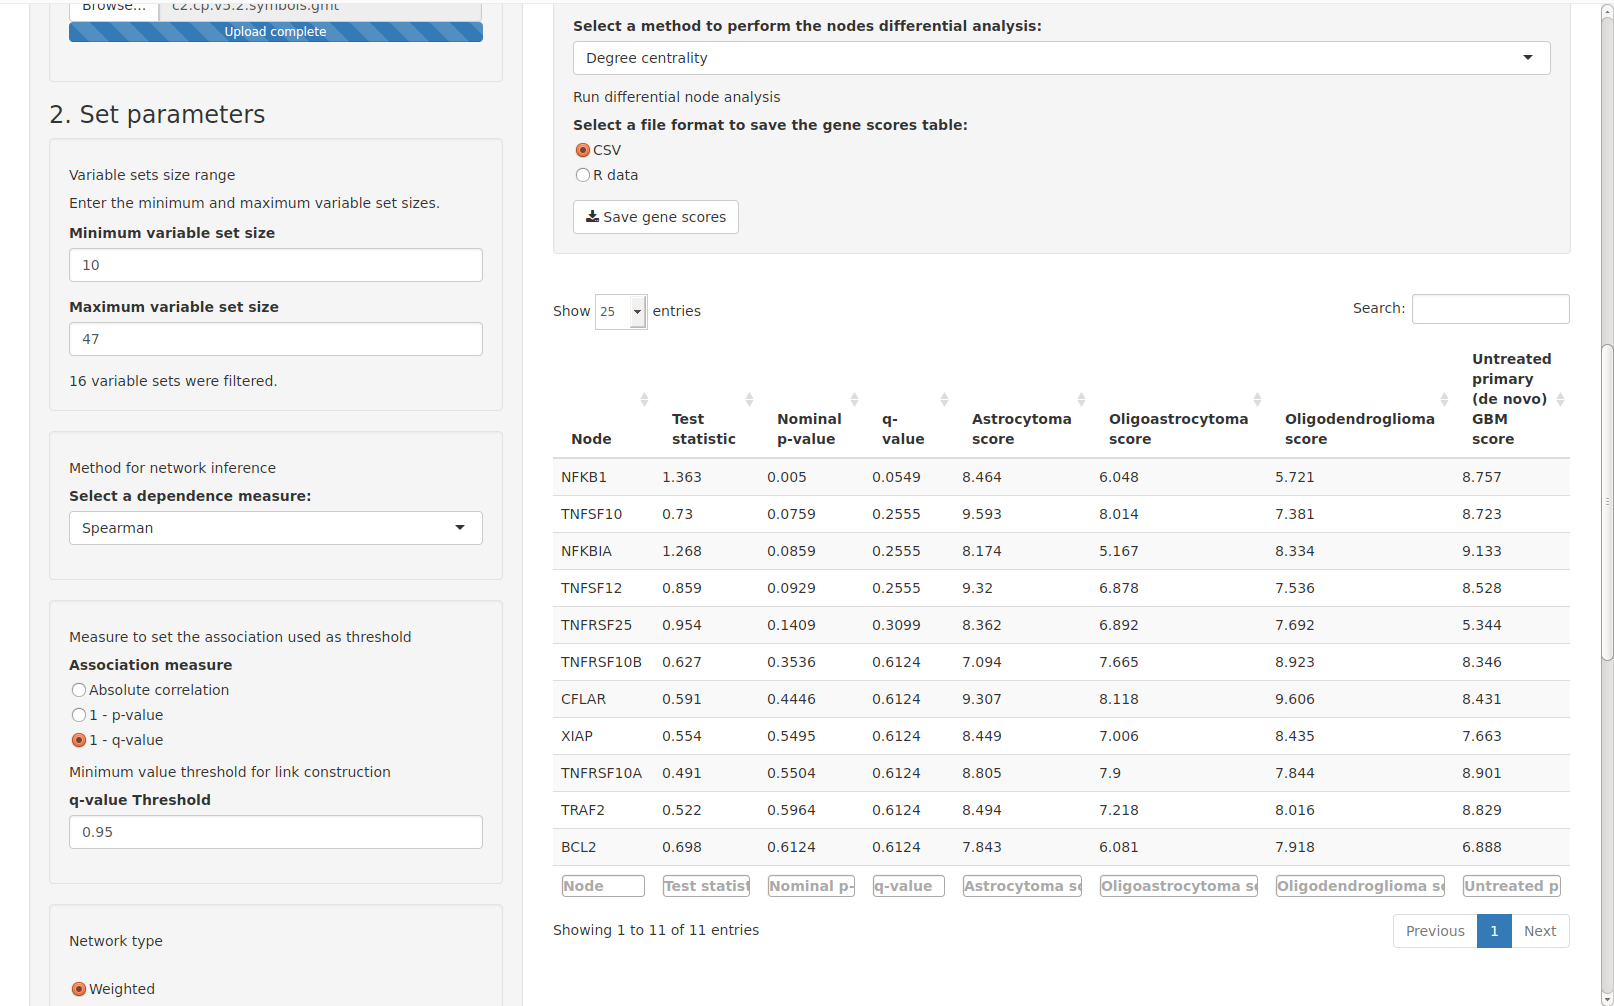 Browse... c2.cp.v5.2.symbols.gmt
Upload complete
2. Set parameters
Variable sets size range
Enter the minimum and maximum variable set sizes.
Minimum variable set size
10
Maximum variable set size
47
16 variable sets were filtered.
Method for network inference
Select a dependence measure:
Spearman
Measure to set the association used as threshold
Association measure
Absolute correlation
1 - p-value
1 - q-value
Minimum value threshold for link construction
q-value Threshold
0.95
Network type
Weighted
Select a method to perform the nodes differential analysis:
Degree centrality
Run differential node analysis
Select a file format to save the gene scores table:
CSV
R data
Save gene scores
Show 25 entries
Search:
Node Test statistic Nominal p-value q-value Astrocytoma score Oligoastrocytoma score Oligodendroglioma score Untreated primary (de novo) GBM score
NFKB1 1.363 0.005 0.0549 8.464 6.048 5.721 8.757
TNFSF10 0.73 0.0759 0.2555 9.593 8.014 7.381 8.723
NFKBIA 1.268 0.0859 0.2555 8.174 5.167 8.334 9.133
TNFSF12 0.859 0.0929 0.2555 9.32 6.878 7.536 8.528
TNFRSF25 0.954 0.1409 0.3099 8.362 6.892 7.692 5.344
TNFRSF10B 0.627 0.3536 0.6124 7.094 7.665 8.923 8.346
CFLAR 0.591 0.4446 0.6124 9.307 8.118 9.606 8.431
XIAP 0.554 0.5495 0.6124 8.449 7.006 8.435 7.663
TNFRSF10A 0.491 0.5504 0.6124 8.805 7.9 7.844 8.901
TRAF2 0.522 0.5964 0.6124 8.494 7.218 8.016 8.829
BCL2 0.698 0.6124 0.6124 7.843 6.081 7.918 6.888
Node Test statist Nominal p- q-value Astrocytoma sc Oligoastrocytoma sc Oligodendroglioma sc Untreated p
Showing 1 to 11 of 11 entries
Previous 1 Next